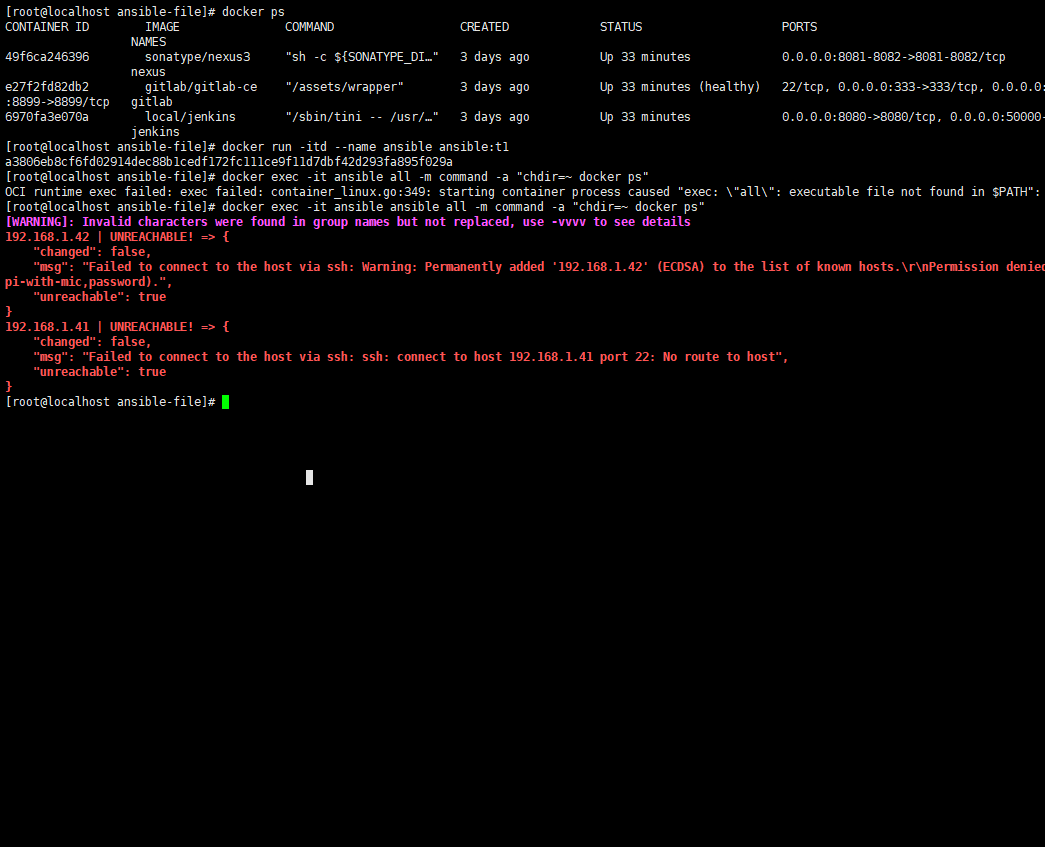 [root@localhost ansible-file]# docker ps
CONTAINER ID IMAGE COMMAND CREATED STATUS PORTS
NAMES
49f6ca246396 sonatype/nexus3 "sh -c ${SONATYPE_DI…" 3 days ago Up 33 minutes 0.0.0.0:8081-8082->8081-8082/tcp
nexus
e27f2fd82db2 gitlab/gitlab-ce "/assets/wrapper" 3 days ago Up 33 minutes (healthy) 22/tcp, 0.0.0.0:333->333/tcp, 0.0.0.0:
:8899->8899/tcp gitlab
6970fa3e070a local/jenkins "/sbin/tini -- /usr/…" 3 days ago Up 33 minutes 0.0.0.0:8080->8080/tcp, 0.0.0.0:50000-
jenkins
[root@localhost ansible-file]# docker run -itd --name ansible ansible:t1
a3806eb8cf6fd02914dec88b1cedf172fc111ce9f11d7dbf42d293fa895f029a
[root@localhost ansible-file]# docker exec -it ansible all -m command -a "chdir=~ docker ps"
OCI runtime exec failed: exec failed: container_linux.go:349: starting container process caused "exec: \"all\": executable file not found in $PATH":
[root@localhost ansible-file]# docker exec -it ansible ansible all -m command -a "chdir=~ docker ps"
[WARNING]: Invalid characters were found in group names but not replaced, use -vvvv to see details
192.168.1.42 | UNREACHABLE! => {
"changed": false,
"msg": "Failed to connect to the host via ssh: Warning: Permanently added '192.168.1.42' (ECDSA) to the list of known hosts.\r\nPermission denied
pi-with-mic,password).",
"unreachable": true
}
192.168.1.41 | UNREACHABLE! => {
"changed": false,
"msg": "Failed to connect to the host via ssh: ssh: connect to host 192.168.1.41 port 22: No route to host",
"unreachable": true
}
[root@localhost ansible-file]#